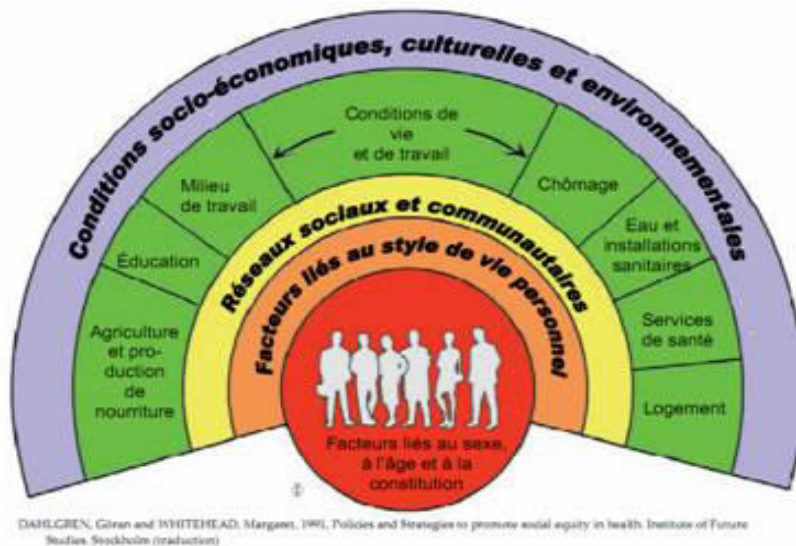 Conditions socio-économiques, culturelles et environnementales
Conditions de
vie
et de travail
Milieu
de travail
Chômage
Éducation
Eau et
installations
sanitaires
Agriculture
et pro-
duction
de
nourriture
Services
de santé
Logement
Réseaux sociaux et communautaires
Facteurs liés au style de vie personnel
Facteurs liés au sexe,
à l'âge et à la
constitution
DAHLGREN, Göran and WHITEHEAD, Margaret, 1991, Policies and Strategies to promote social equity in health. Institute of Future
Studies. Stockholm (traduction)